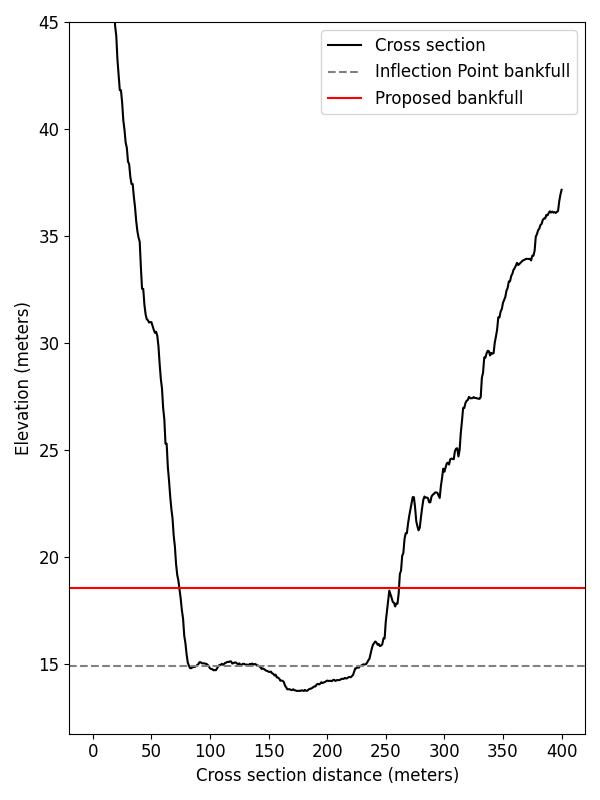 45
40
35
30
25
20
15
Elevation (meters)
Cross section
Inflection Point bankfull
Proposed bankfull
0 50 100 150 200 250 300 350 400
Cross section distance (meters)